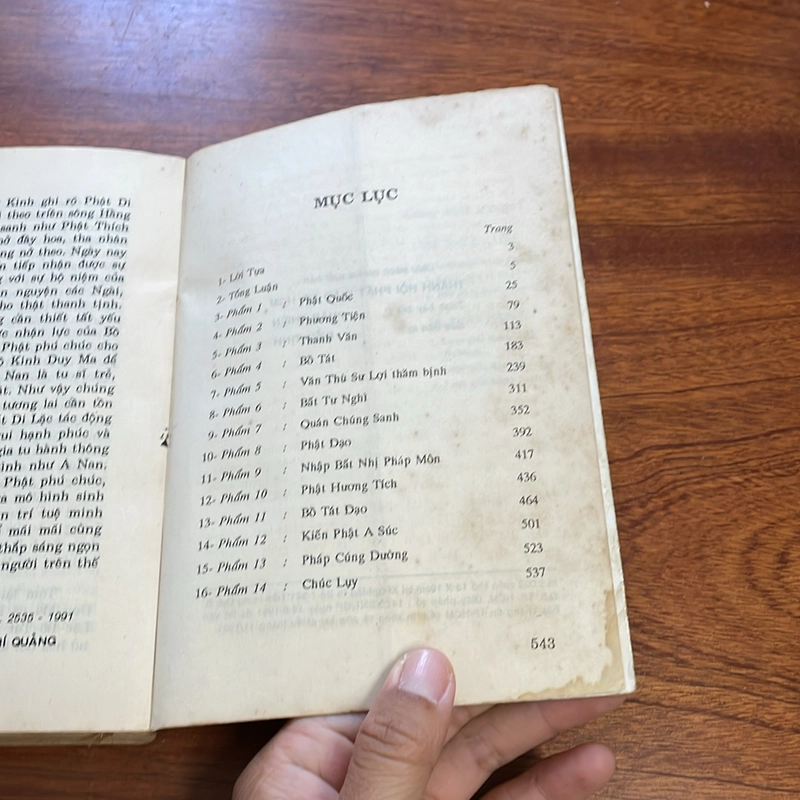 Kinh ghi rõ Phật Di
theo triền sông Hằng
sanh như Phật Thích
ở đây hoa, tha nhân
nở theo. Ngày nay
tiếp nhận được sự
với sự hộ niệm của
nguyện các Ngài,
cho phật thanh tịnh.
cần thiết tất yếu
nhận lực của Bồ
Phật phú chúc cho
Kinh Duy Ma để
Nan là tu sĩ trẻ,
Như vậy chúng
tương lai cần tôn
Di Lặc tác động
vui hạnh phúc và
gia tu hành thông
sinh như A Nan.
Phật phú chúc,
mô hình sinh
trí tuệ minh
mãi mãi cùng
thắp sáng ngọn
người trên thế
2535 - 1991
QUẢNG
MỤC LỤC
Trang
1- Lời Tựa 3
2- Tổng Luận 5
3- Phẩm 1 : Phật Quốc 25
4- Phẩm 2 : Phương Tiện 79
5- Phẩm 3 : Thanh Văn 113
6- Phẩm 4 : Bồ Tát 183
7- Phẩm 5 : Văn Thù Sư Lợi thăm bịnh 239
8- Phẩm 6 : Bất Tư Nghì 311
9- Phẩm 7 : Quán Chúng Sanh 352
10- Phẩm 8 : Phật Dạo 392
11- Phẩm 9 : Nhập Bất Nhị Pháp Môn 417
12- Phẩm 10 : Phật Hương Tích 436
13- Phẩm 11 : Bồ Tát Dạo 464
14- Phẩm 12 : Kiến Phật A Súc 501
15- Phẩm 13 : Pháp Cúng Dường 523
16- Phẩm 14 : Chúc Lụy 537
543